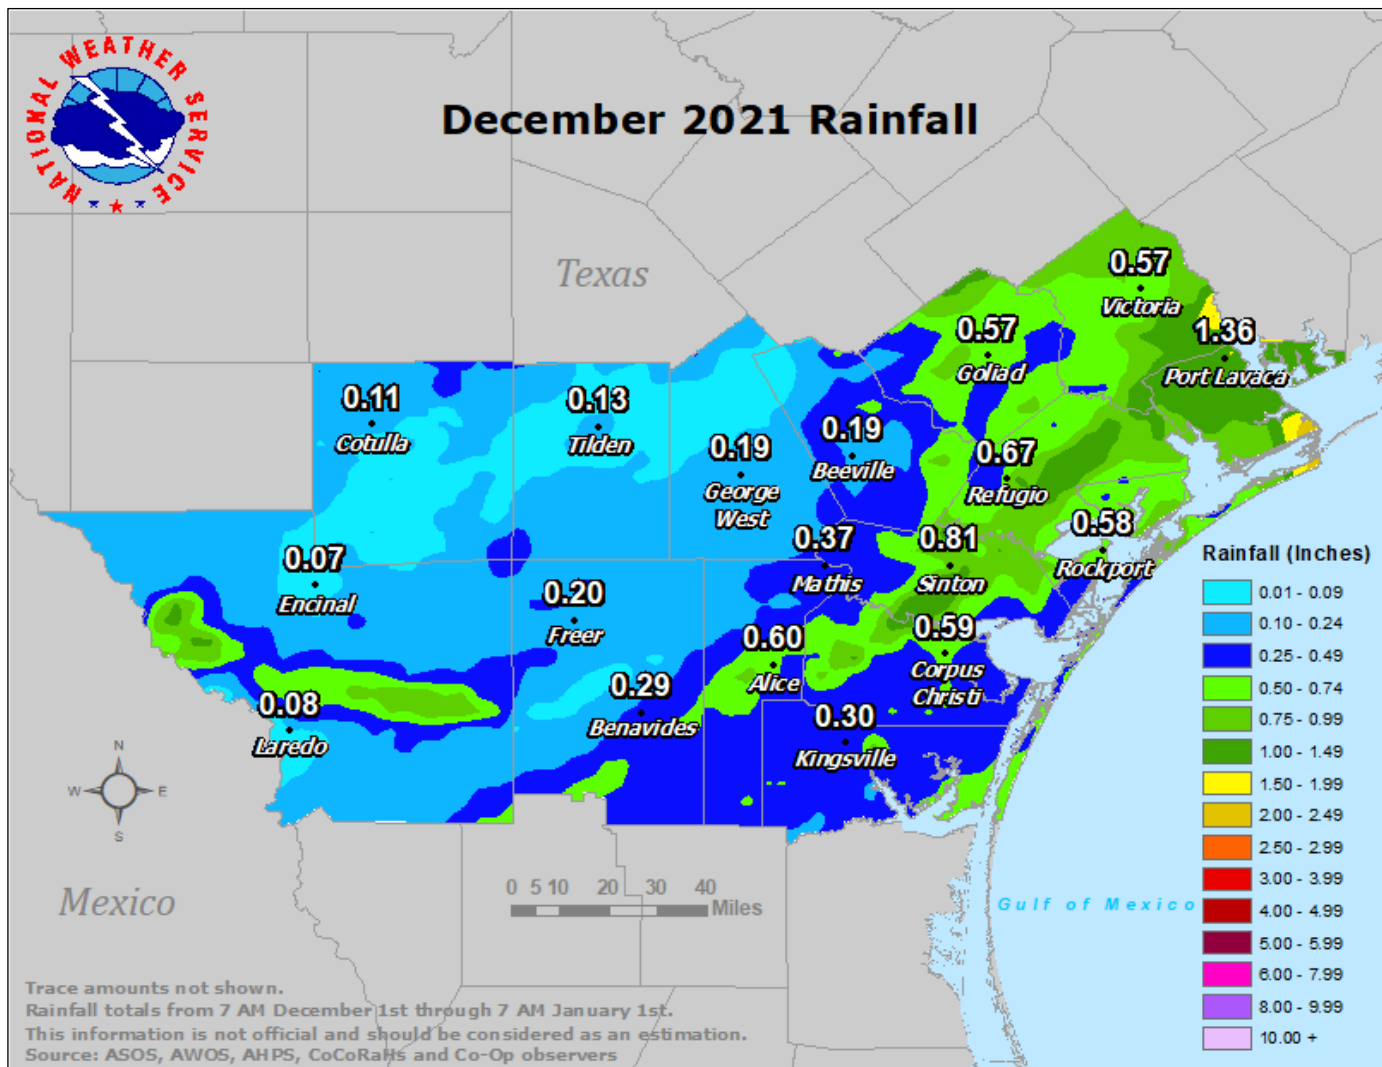 NATIONAL WEATHER SERVICE
December 2021 Rainfall
Texas
0.57
Victoria
0.57
Goliad
1.36
Port Lavaca
0.11
Cotulla
0.13
Tilden
0.19
George
West
0.19
Beeville
0.67
Refugio
0.37
Mathis
0.81
Sinton
0.58
Rockport
0.07
Encinal
0.20
Freer
0.60
Alice
0.59
Corpus
Christi
0.08
Laredo
0.29
Benavides
0.30
Kingsville
N
W E
S
Mexico
0 5 10 20 30 40
Miles
Gulf of Mexico
Rainfall (Inches)
0.01 - 0.09
0.10 - 0.24
0.25 - 0.49
0.50 - 0.74
0.75 - 0.99
1.00 - 1.49
1.50 - 1.99
2.00 - 2.49
2.50 - 2.99
3.00 - 3.99
4.00 - 4.99
5.00 - 5.99
6.00 - 7.99
8.00 - 9.99
10.00 +
Trace amounts not shown.
Rainfall totals from 7 AM December 1st through 7 AM January 1st.
This information is not official and should be considered as an estimation.
Source: ASOS, AWOS, AHPS, CoCoRaHs and Co-Op observers